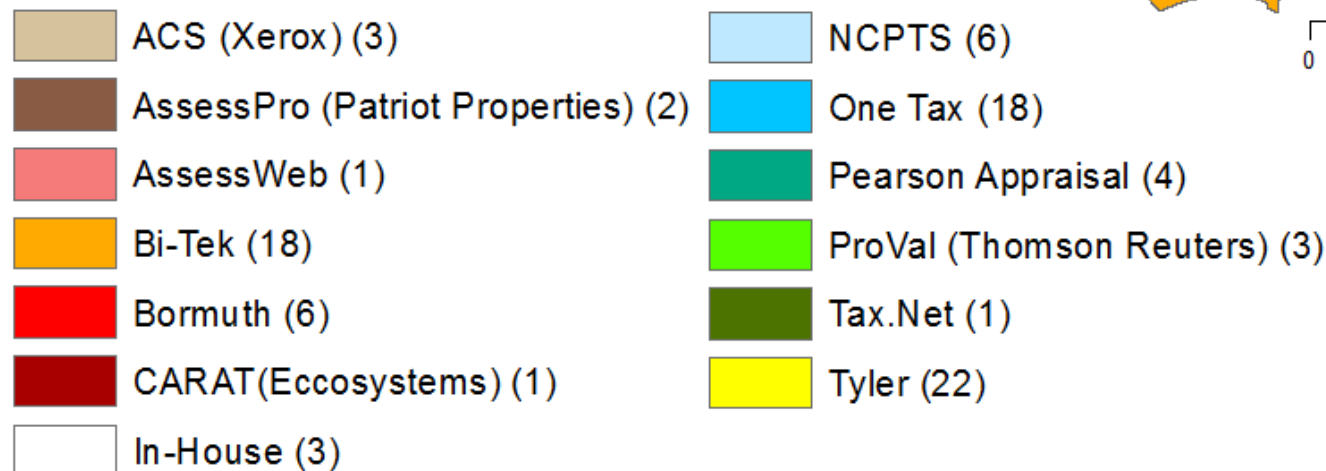 ACS (Xerox) (3)
AssessPro (Patriot Properties) (2)
AssessWeb (1)
Bi-Tek (18)
Bormuth (6)
CARAT(Eccosystems) (1)
In-House (3)
NCPTS (6)
One Tax (18)
Pearson Appraisal (4)
ProVal (Thomson Reuters) (3)
Tax.Net (1)
Tyler (22)
0